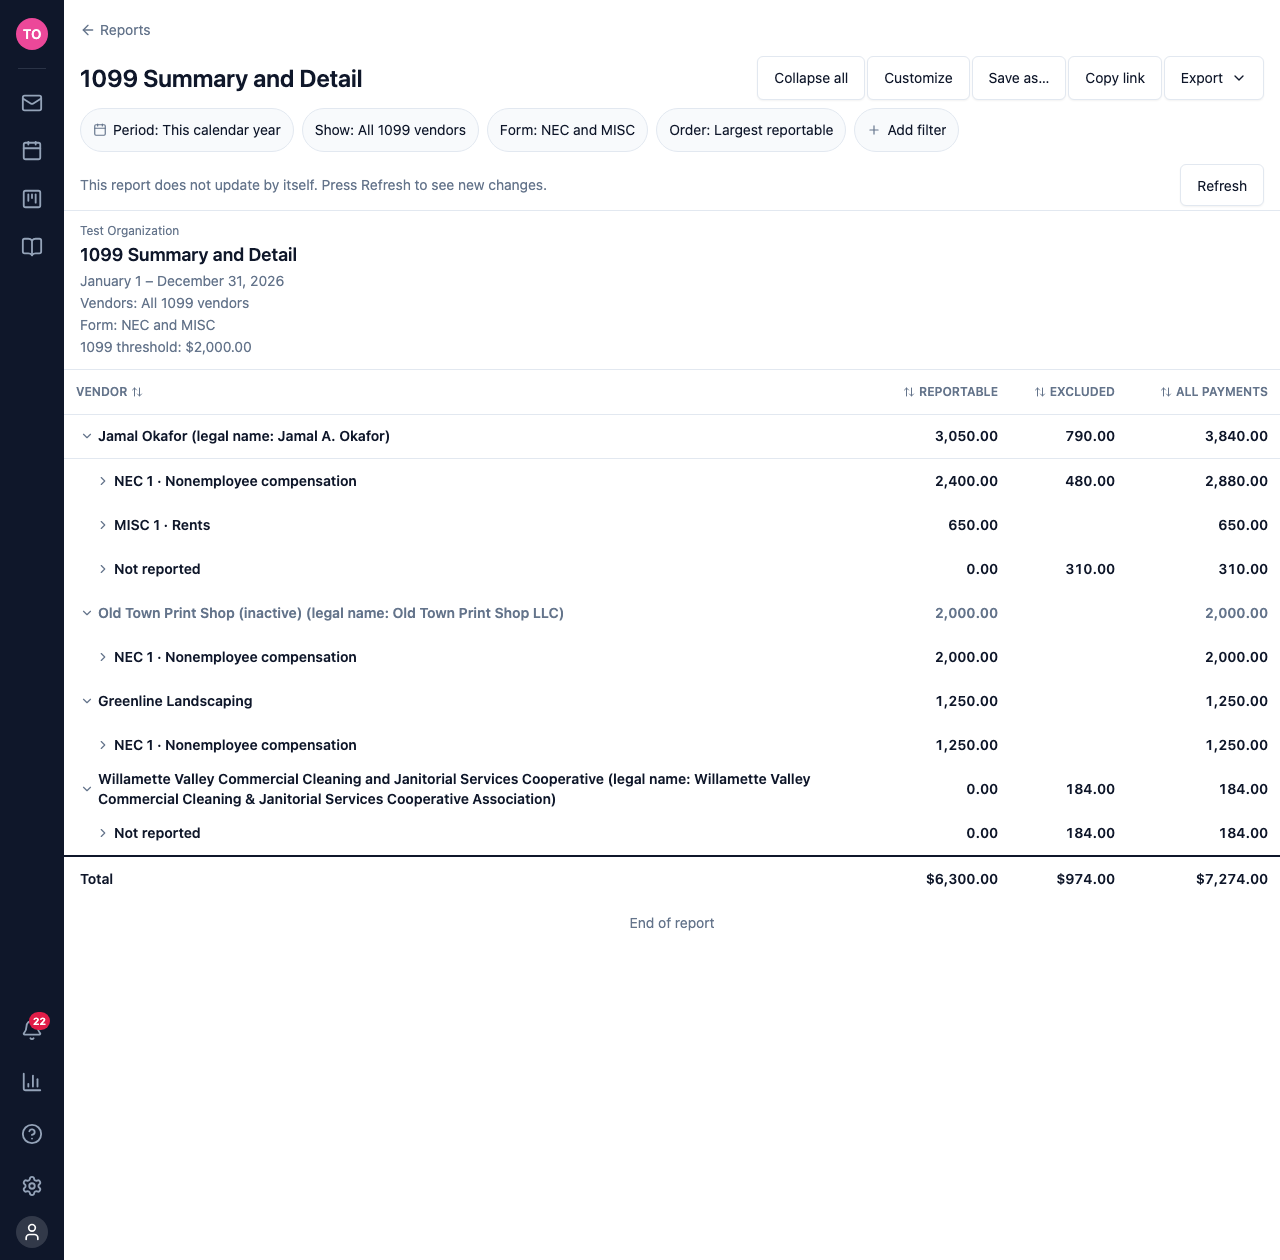 TO
Reports
1099 Summary and Detail
Collapse all
Customize
Save as...
Copy link
Export
Period: This calendar year
Show: All 1099 vendors
Form: NEC and MISC
Order: Largest reportable
Add filter
This report does not update by itself. Press Refresh to see new changes.
Refresh
Test Organization
1099 Summary and Detail
January 1 – December 31, 2026
Vendors: All 1099 vendors
Form: NEC and MISC
1099 threshold: $2,000.00
VENDOR REPORTABLE EXCLUDED ALL PAYMENTS
Jamal Okafor (legal name: Jamal A. Okafor) 3,050.00 790.00 3,840.00
NEC 1 · Nonemployee compensation 2,400.00 480.00 2,880.00
MISC 1 · Rents 650.00 650.00
Not reported 0.00 310.00 310.00
Old Town Print Shop (inactive) (legal name: Old Town Print Shop LLC) 2,000.00 2,000.00
NEC 1 · Nonemployee compensation 2,000.00 2,000.00
Greenline Landscaping 1,250.00 1,250.00
NEC 1 · Nonemployee compensation 1,250.00 1,250.00
Willamette Valley Commercial Cleaning and Janitorial Services Cooperative (legal name: Willamette Valley
Commercial Cleaning & Janitorial Services Cooperative Association) 0.00 184.00 184.00
Not reported 0.00 184.00 184.00
Total $6,300.00 $974.00 $7,274.00
End of report
22